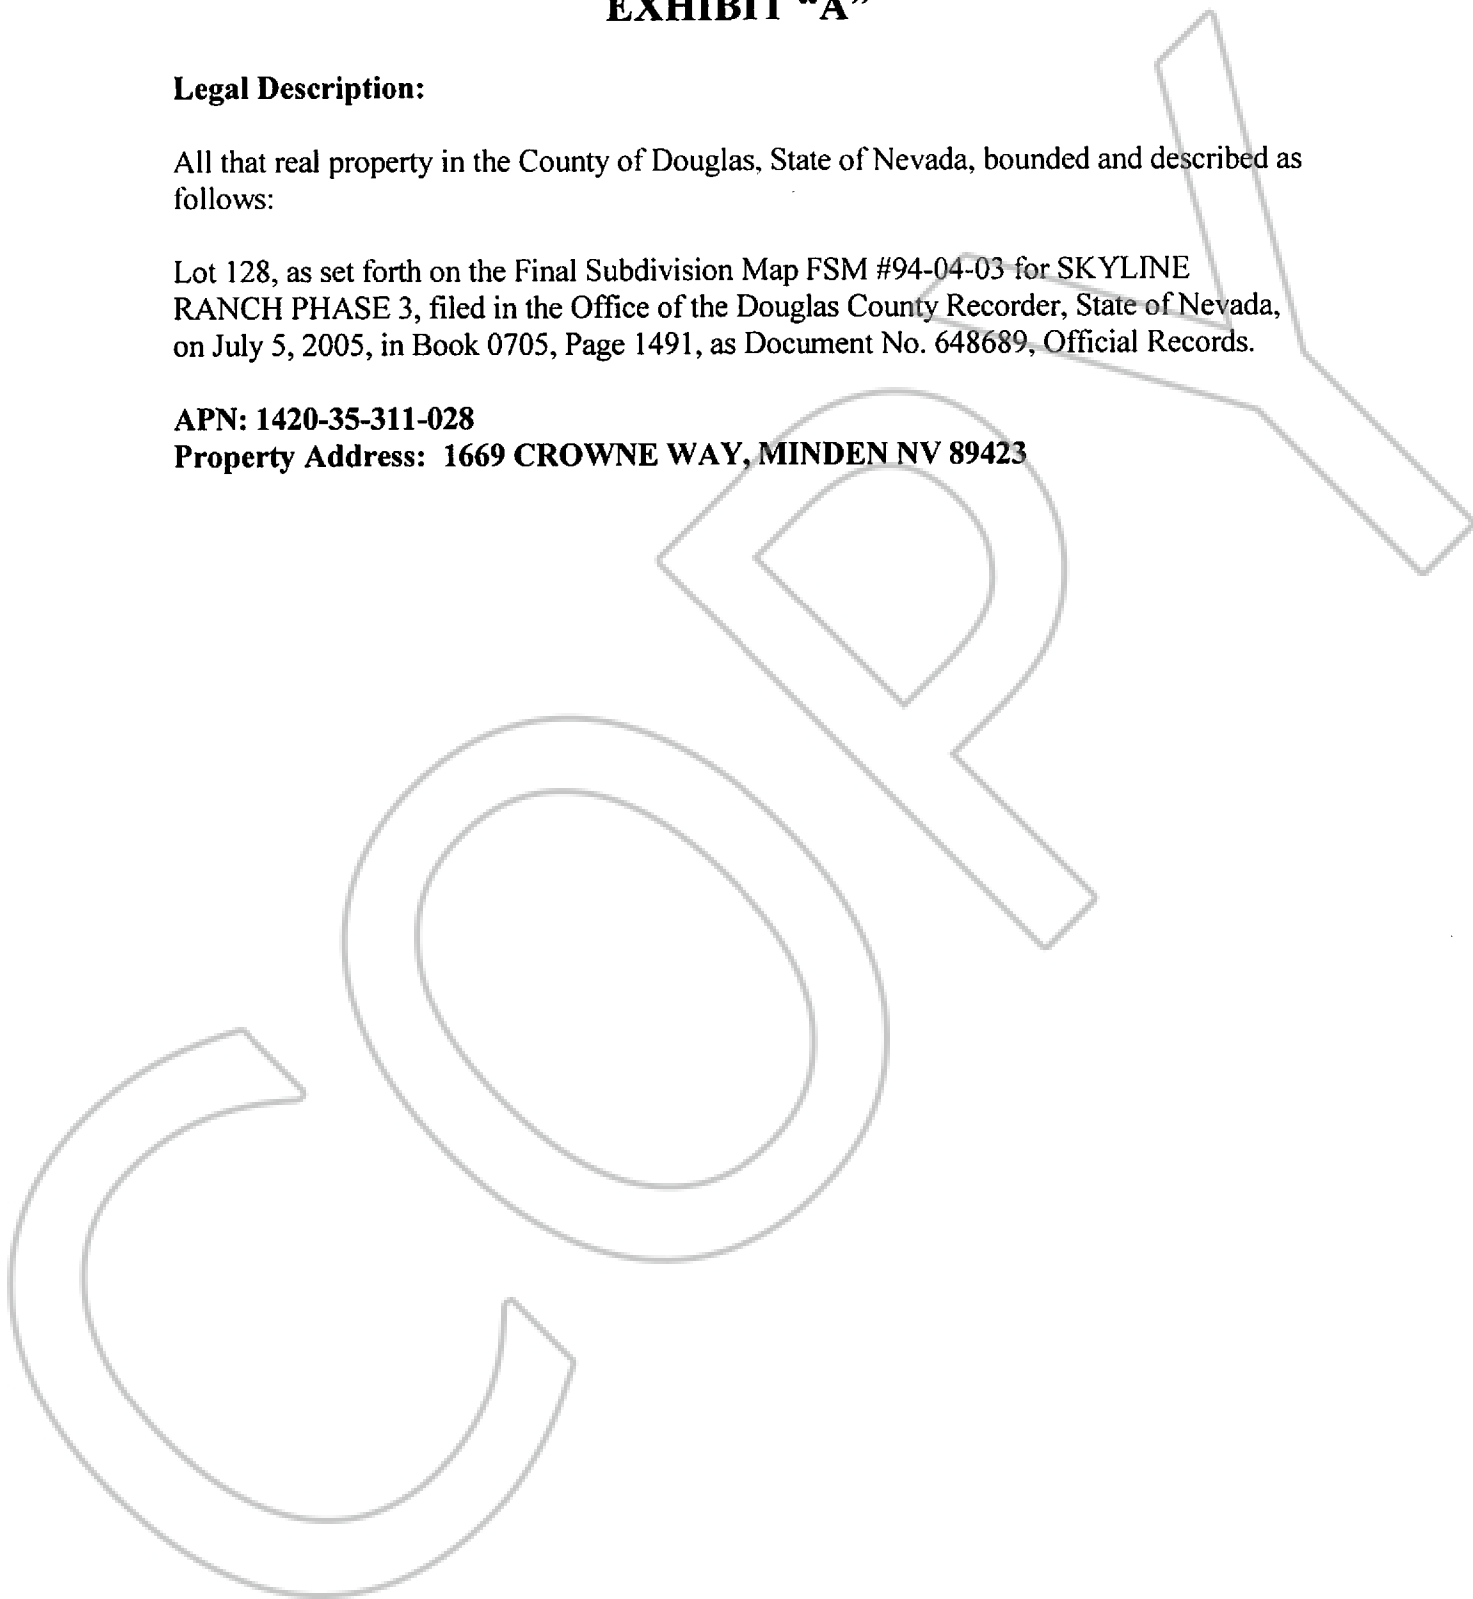 EXHIBIT “A”
Legal Description:
All that real property in the County of Douglas, State of Nevada, bounded and described as
follows:
Lot 128, as set forth on the Final Subdivision Map FSM #94-04-03 for SKYLINE
RANCH PHASE 3, filed in the Office of the Douglas County Recorder, State of Nevada,
on July 5, 2005, in Book 0705, Page 1491, as Document No. 648689, Official Records.
APN: 1420-35-311-028
Property Address: 1669 CROWNE WAY, MINDEN NV 89423
COPY